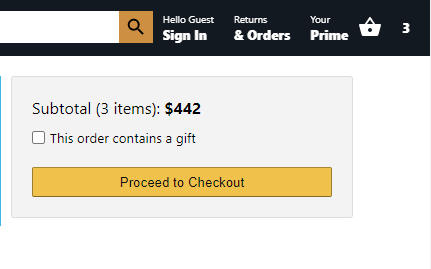 Hello Guest
Sign In
Returns
& Orders
Your
Prime
3
Subtotal (3 items): $442
This order contains a gift
Proceed to Checkout